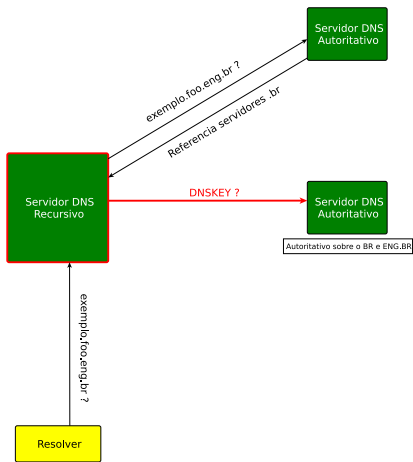 Servidor DNS
Autoritativo
exemplo.foo.eng.br ?
Referencia servidores .br
Servidor DNS
Recursivo
DNSKEY ?
Servidor DNS
Autoritativo
Autoritativo sobre o BR e ENG.BR
exemplo.foo.eng.br ?
Resolver